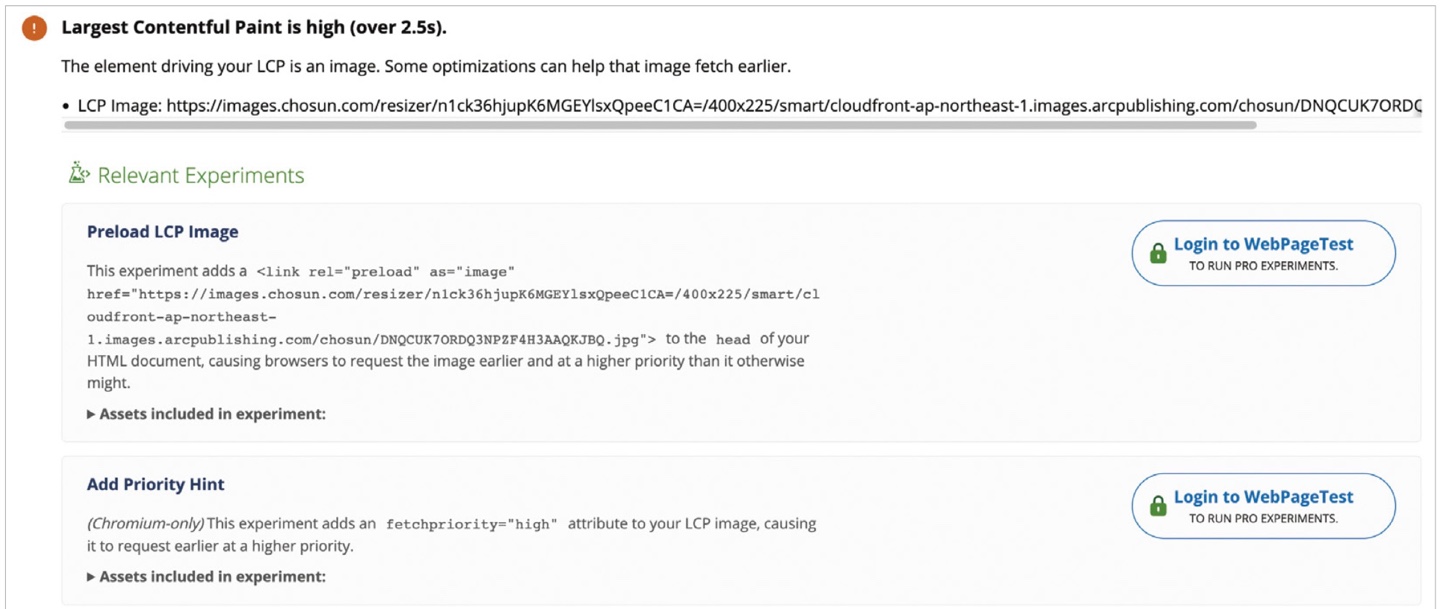 Largest Contentful Paint is high (over 2.5s).
The element driving your LCP is an image. Some optimizations can help that image fetch earlier.
• LCP Image: https://images.chosun.com/resizer/n1ck36hjupK6MGEYlsxQpeeC1CA=/400x225/smart/cloudfront-ap-northeast-1.images.arcpublishing.com/chosun/DNQCUK7ORDQ
Relevant Experiments
Preload LCP Image
Login to WebPageTest
TO RUN PRO EXPERIMENTS.
This experiment adds a <link rel="preload" as="image"
href="https://images.chosun.com/resizer/n1ck36hjupK6MGEYlsxQpeeC1CA=/400x225/smart/cl
oudfront-ap-northeast-
1.images.arcpublishing.com/chosun/DNQCUK7ORDQ3NPZF4H3AAQKJBQ.jpg"> to the head of your
HTML document, causing browsers to request the image earlier and at a higher priority than it otherwise
might.
▸ Assets included in experiment:
Add Priority Hint
Login to WebPageTest
TO RUN PRO EXPERIMENTS.
(Chromium-only) This experiment adds an fetchpriority="high" attribute to your LCP image, causing
it to request earlier at a higher priority.
▸ Assets included in experiment: